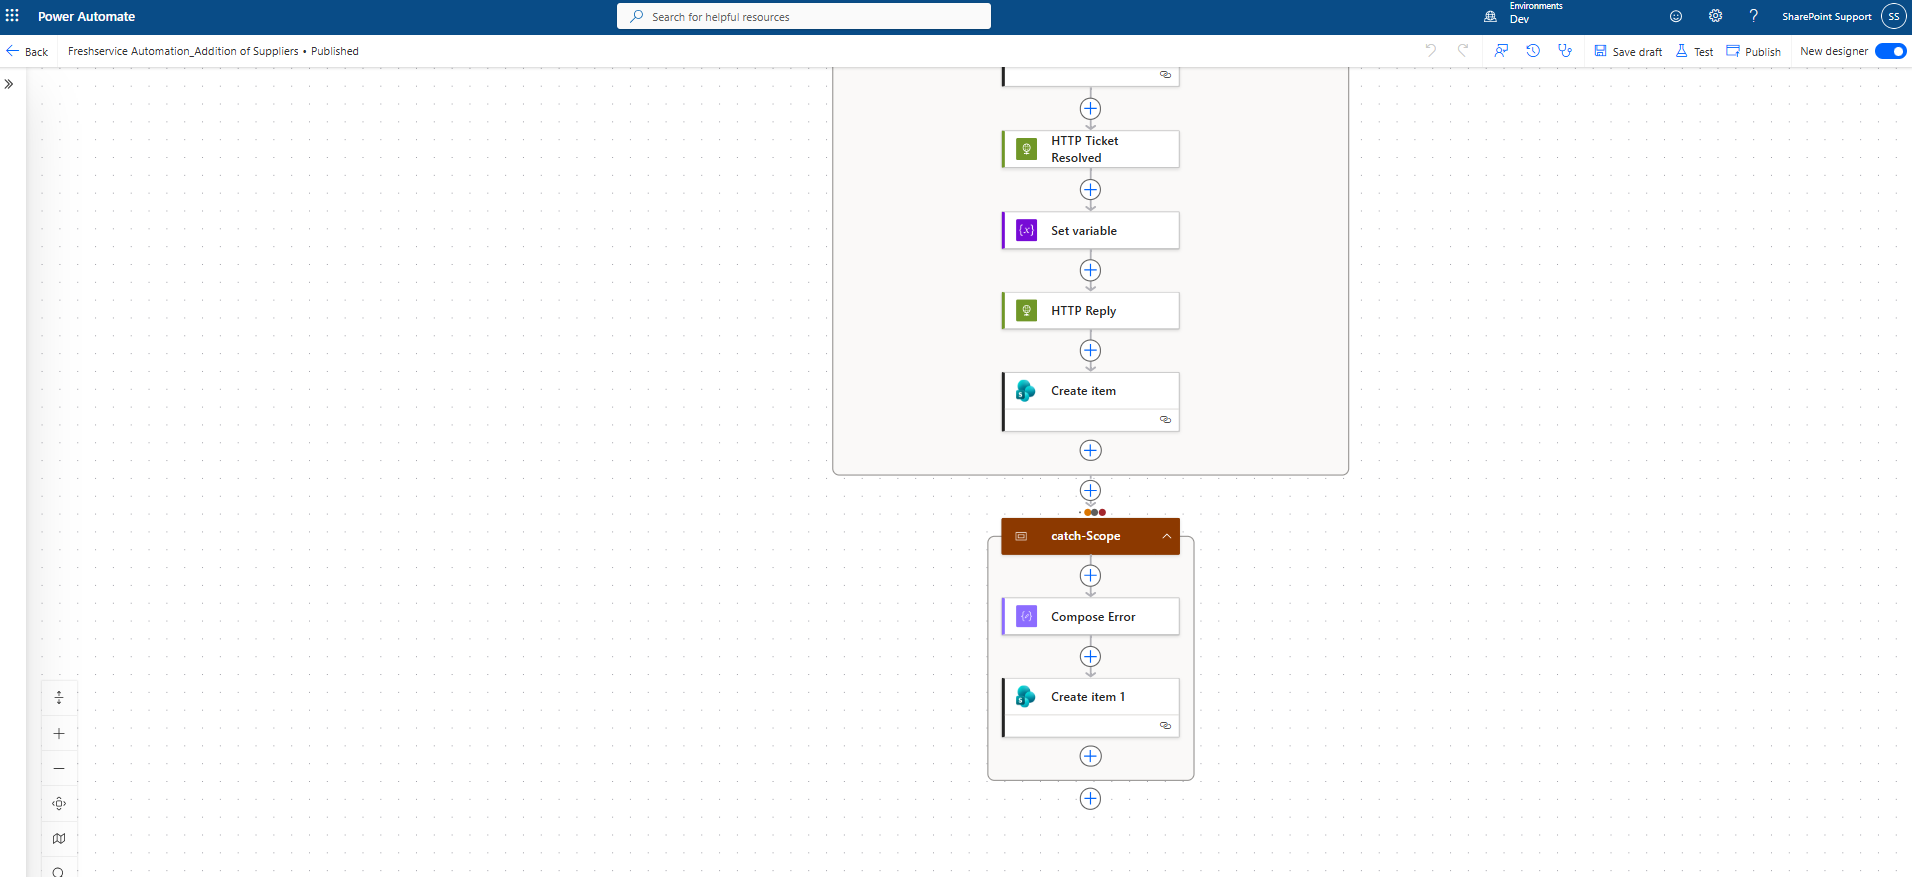 Power Automate
Search for helpful resources
Environments
Dev
SharePoint Support
SS
Back
Freshservice Automation_Addition of Suppliers • Published
Save draft
Test
Publish
New designer
HTTP Ticket
Resolved
{x}
Set variable
HTTP Reply
S
Create item
catch-Scope
Compose Error
S
Create item 1